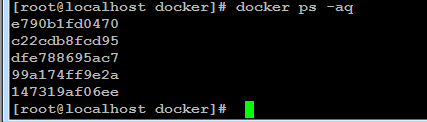 [root@localhost docker]# docker ps -aq
e790b1fd0470
c22cdb8fcd95
dfe788695ac7
99a174ff9e2a
147319af06ee
[root@localhost docker]#